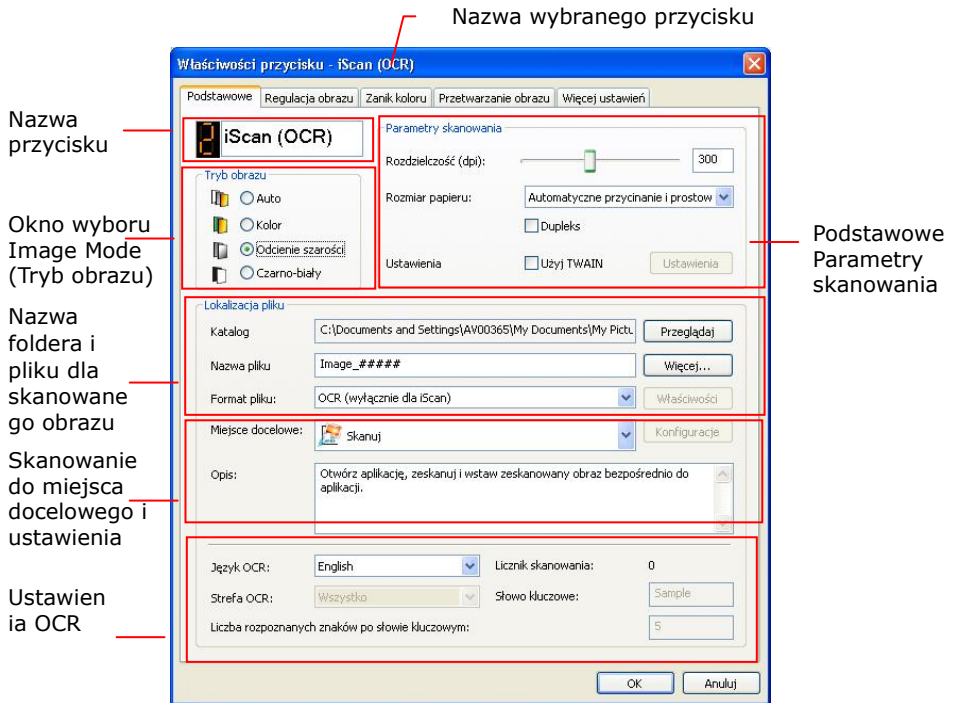 Nazwa wybranego przycisku
Właściwości przycisku - iScan (OCR)
Podstawowe Regulacja obrazu Zanik koloru Przetwarzanie obrazu Więcej ustawień
Nazwa
przycisku
2 iScan (OCR)
Tryb obrazu
Auto
Kolor
Odcienie szarości
Czarno-biały
Okno wyboru
Image Mode
(Tryb obrazu)
Parametry skanowania
Rozdzielczość (dpi): 300
Rozmiar papieru: Automatyczne przycinanie i prostow
Dupleks
Ustawienia Użyj TWAIN Ustawienia
Podstawowe
Parametry
skanowania
Nazwa
foldera i
pliku dla
skanowane
go obrazu
Lokalizacja pliku
Katalog C:\Documents and Settings\AV00365\My Documents\My Pictu Przeglądaj
Nazwa pliku Image_##### Więcej...
Format pliku: OCR (wyłącznie dla iScan) Właściwości
Skanowanie
do miejsca
docelowego i
ustawienia
Miejsce docelowe: Skanuj Konfiguracje
Opis: Otwórz aplikację, zeskanuj i wstaw zeskanowany obraz bezpośrednio do
aplikacji.
Ustawien
ia OCR
Język OCR: English Licznik skanowania: 0
Strefa OCR: Wszystko Słowo kluczowe: Sample
Liczba rozpoznanych znaków po słowie kluczowym: 5
OK Anuluj